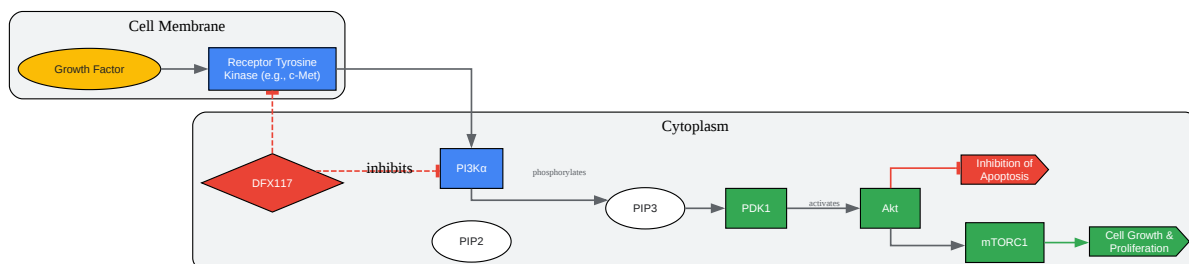 Cell Membrane
Growth Factor
Receptor Tyrosine
Kinase (e.g., c-Met)
Cytoplasm
DFX117
inhibits
PI3Kα
phosphorylates
PIP2
PIP3
PDK1
activates
Akt
Inhibition of
Apoptosis
mTORC1
Cell Growth &
Proliferation